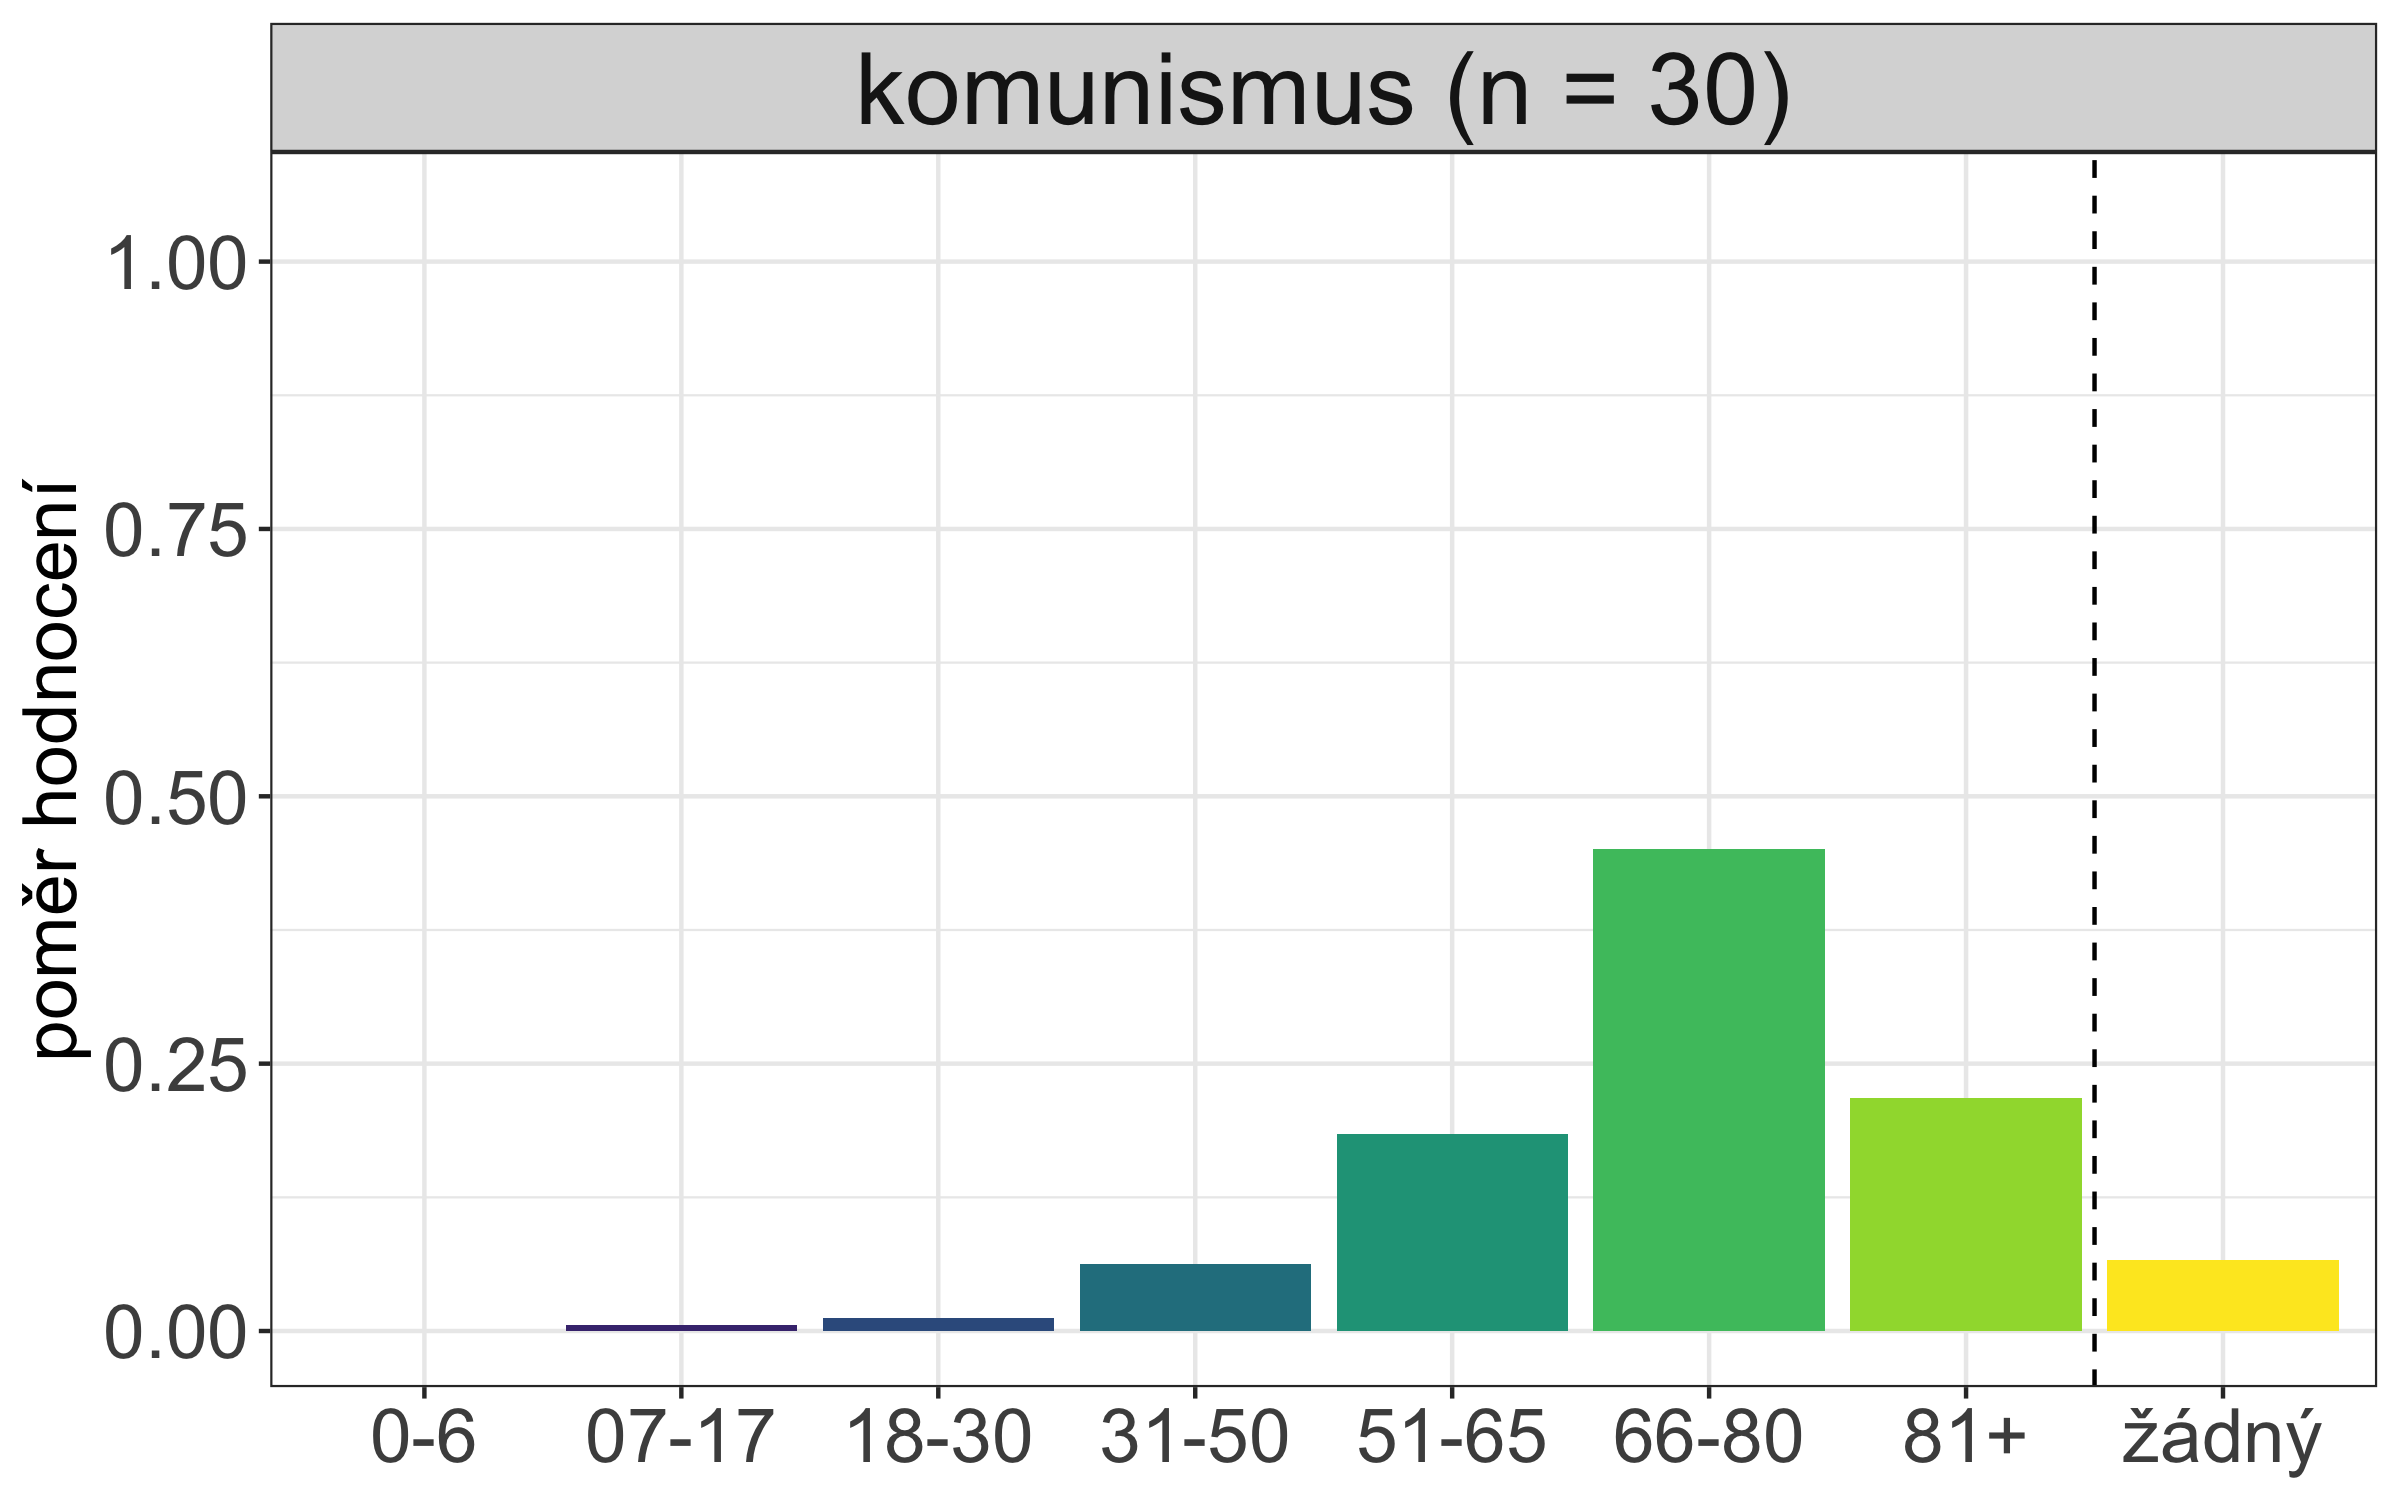 komunismus (n = 30)
poměr hodnocení
1.00
0.75
0.50
0.25
0.00
0-6 07-17 18-30 31-50 51-65 66-80 81+ žádný